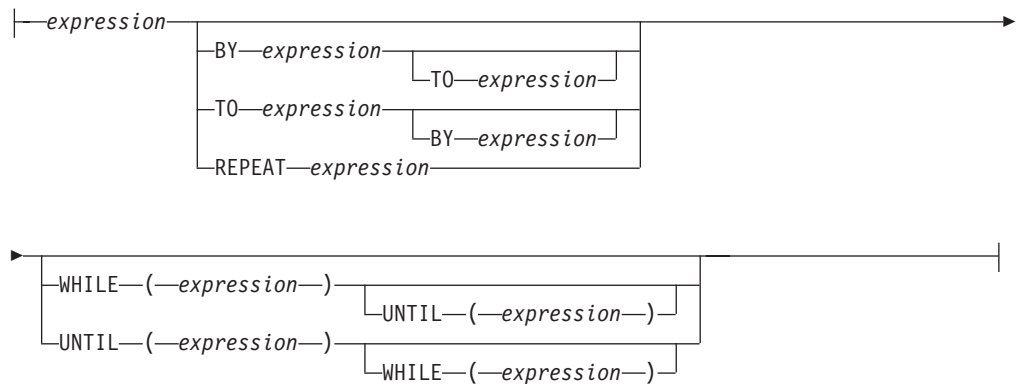 expression
BY expression
TO expression
TO expression
BY expression
REPEAT expression
WHILE ( expression )
UNTIL ( expression )
UNTIL ( expression )
WHILE ( expression )